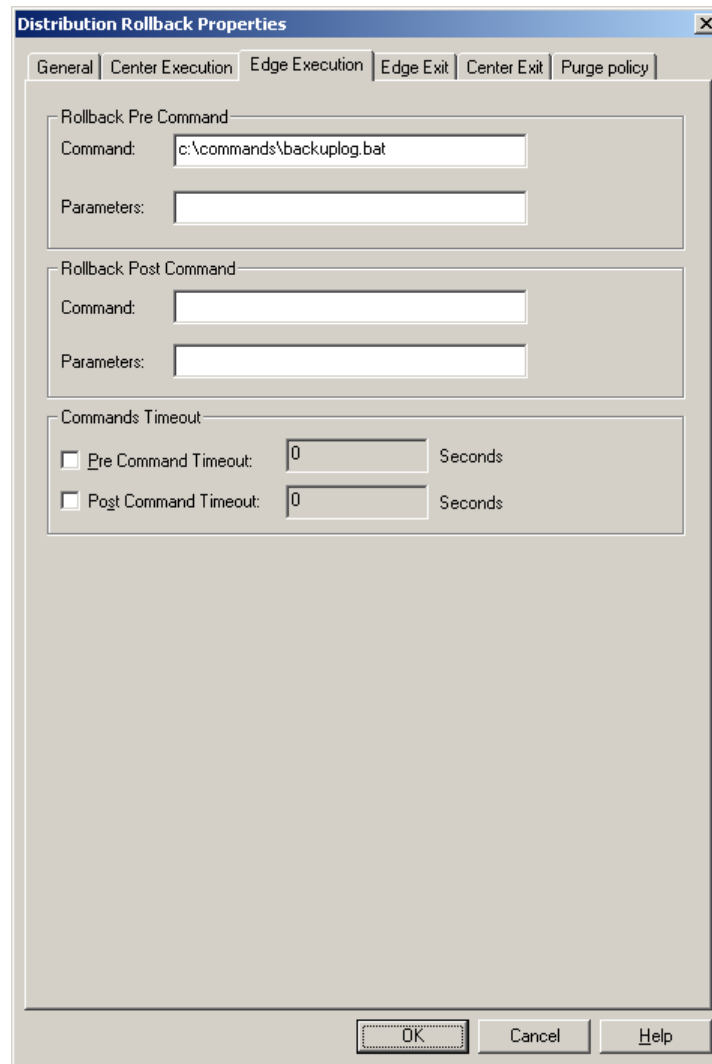 Distribution Rollback Properties
General Center Execution Edge Execution Edge Exit Center Exit Purge policy
Rollback Pre Command
Command: c:\commands\backuplog.bat
Parameters:
Rollback Post Command
Command:
Parameters:
Commands Timeout
Pre Command Timeout: 0 Seconds
Post Command Timeout: 0 Seconds
OK Cancel Help